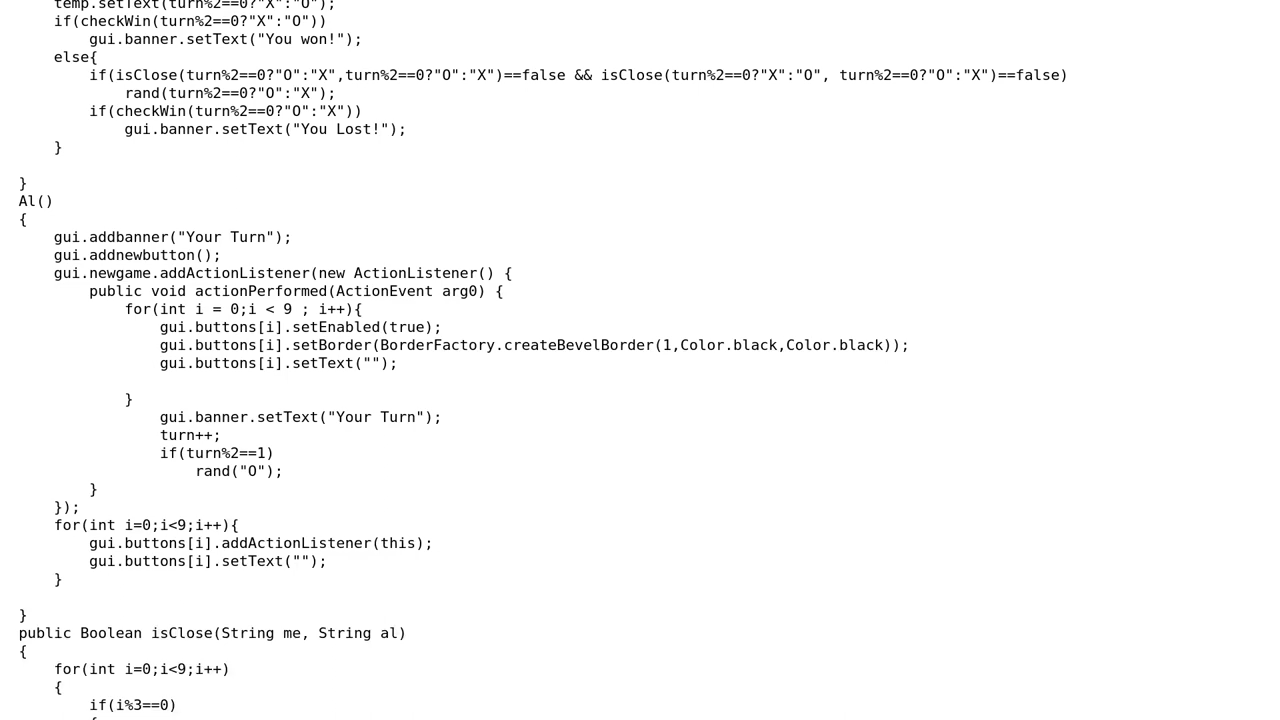 temp.setText(turn%2==0?"X":"O");
if(checkWin(turn%2==0?"X":"O"))
gui.banner.setText("You won!");
else{
if(isClose(turn%2==0?"O":"X",turn%2==0?"O":"X")==false && isClose(turn%2==0?"X":"O", turn%2==0?"O":"X")==false)
rand(turn%2==0?"O":"X");
if(checkWin(turn%2==0?"O":"X"))
gui.banner.setText("You Lost!");
}
}
Al()
{
gui.addbanner("Your Turn");
gui.addnewbutton();
gui.newgame.addActionListener(new ActionListener() {
public void actionPerformed(ActionEvent arg0) {
for(int i = 0;i < 9 ; i++){
gui.buttons[i].setEnabled(true);
gui.buttons[i].setBorder(BorderFactory.createBevelBorder(1,Color.black,Color.black));
gui.buttons[i].setText("");
}
gui.banner.setText("Your Turn");
turn++;
if(turn%2==1)
rand("O");
}
});
for(int i=0;i<9;i++){
gui.buttons[i].addActionListener(this);
gui.buttons[i].setText("");
}
}
public Boolean isClose(String me, String al)
{
for(int i=0;i<9;i++)
{
if(i%3==0)
{